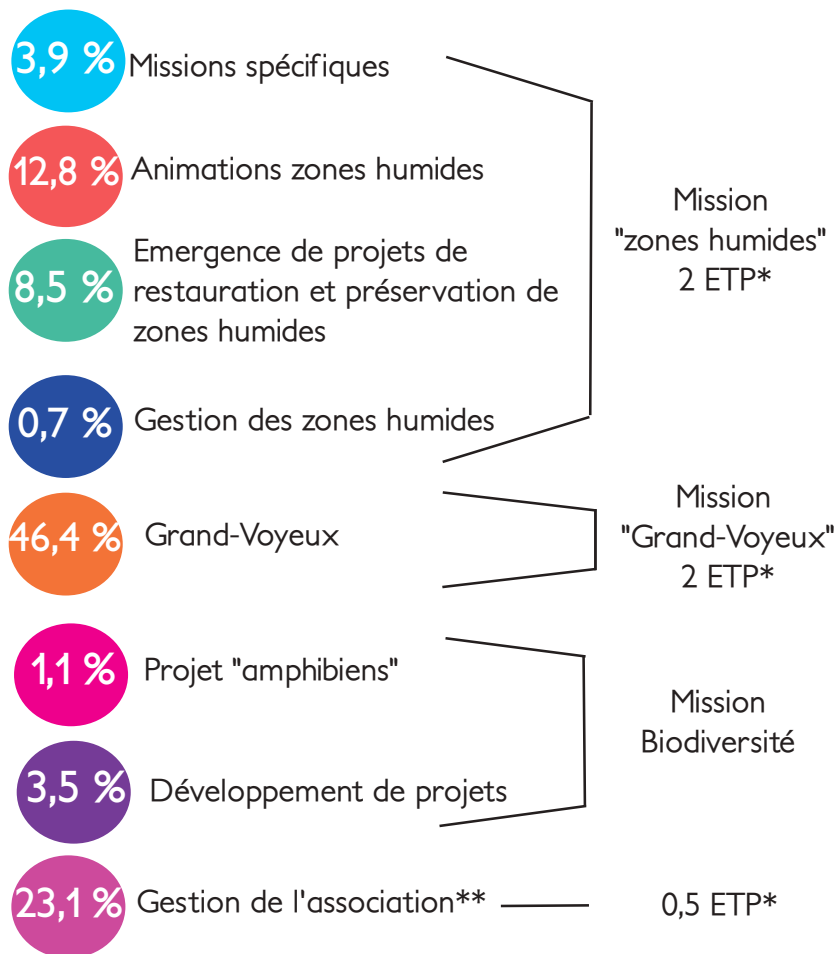 3,9 % Missions spécifiques
12,8 % Animations zones humides
8,5 % Emergence de projets de
restauration et préservation de
zones humides
0,7 % Gestion des zones humides
Mission
"zones humides"
2 ETP*
46,4 % Grand-Voyeux
Mission
"Grand-Voyeux"
2 ETP*
1,1 % Projet "amphibiens"
3,5 % Développement de projets
Mission
Biodiversité
23,1 % Gestion de l'association**
0,5 ETP*